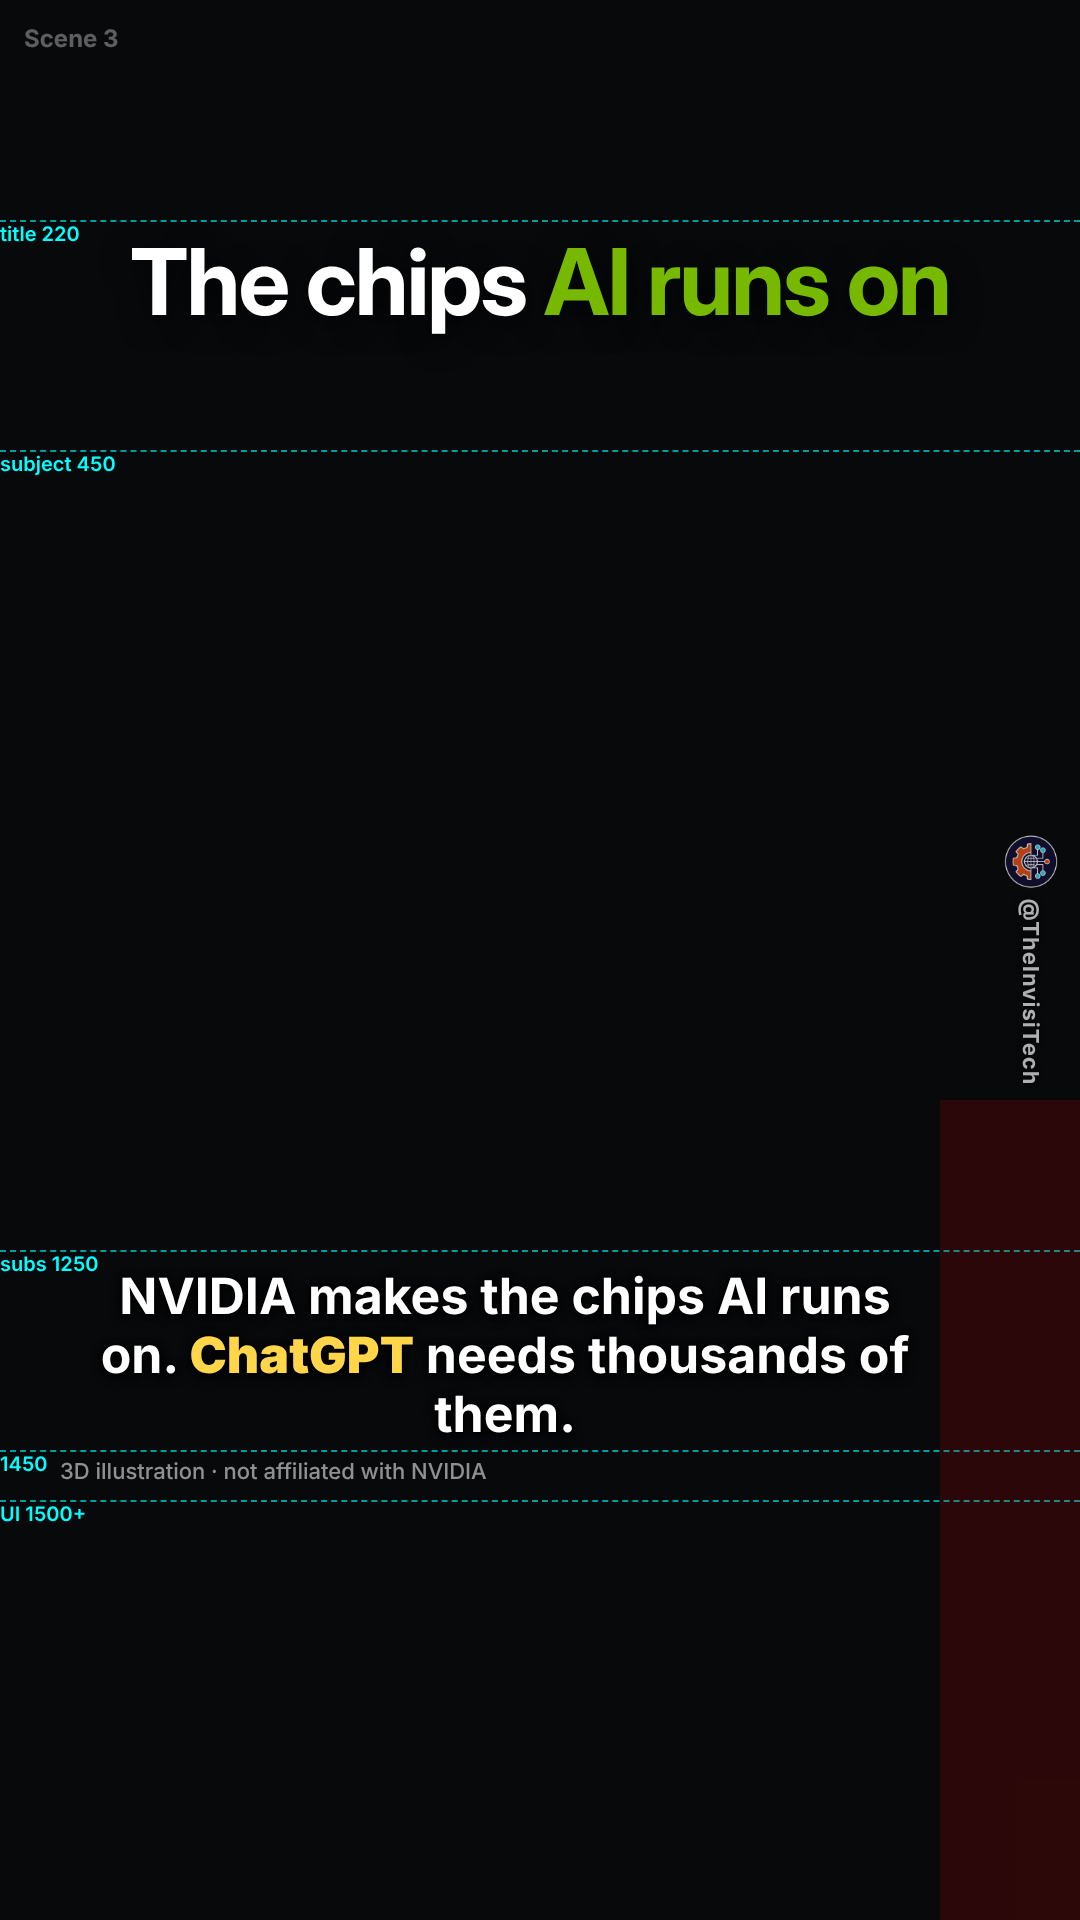 Scene 3
title 220
The chips AI runs on
subject 450
@TheInvisiTech
subs 1250
NVIDIA makes the chips AI runs
on. ChatGPT needs thousands of
them.
1450
3D illustration · not affiliated with NVIDIA
UI 1500+